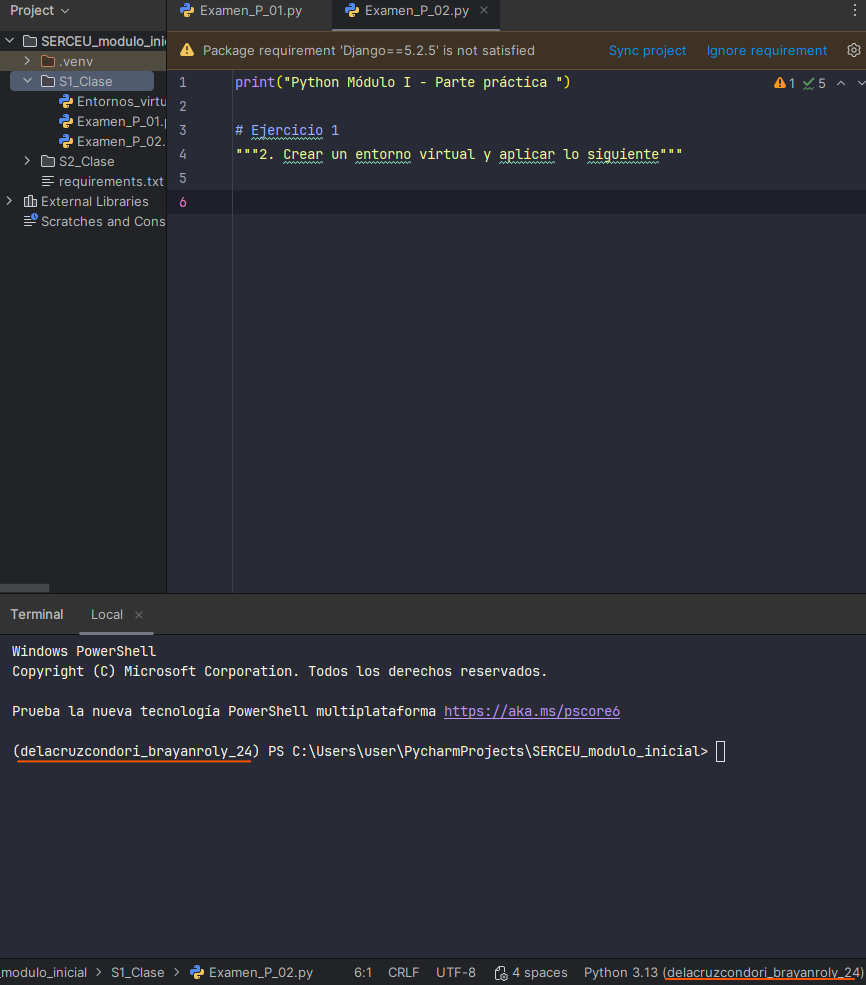 Project
Examen_P_01.py
Examen_P_02.py
SERCEU_modulo_ini
.venv
S1_Clase
Entornos_virtu
Examen_P_01.
Examen_P_02.
S2_Clase
requirements.txt
External Libraries
Scratches and Cons
Package requirement 'Django==5.2.5' is not satisfied
Sync project
Ignore requirement
1 print("Python Módulo I - Parte práctica ")
1 5
2
3 # Ejercicio 1
4 """2. Crear un entorno virtual y aplicar lo siguiente"""
5
6
Terminal
Local
Windows PowerShell
Copyright (C) Microsoft Corporation. Todos los derechos reservados.
Prueba la nueva tecnología PowerShell multiplataforma https://aka.ms/pscore6
(delacruzcondori_brayanroly_24) PS C:\Users\user\PycharmProjects\SERCEU_modulo_inicial>
_modulo_inicial > S1_Clase > Examen_P_02.py
6:1
CRLF
UTF-8
4 spaces
Python 3.13 (delacruzcondori_brayanroly_24)